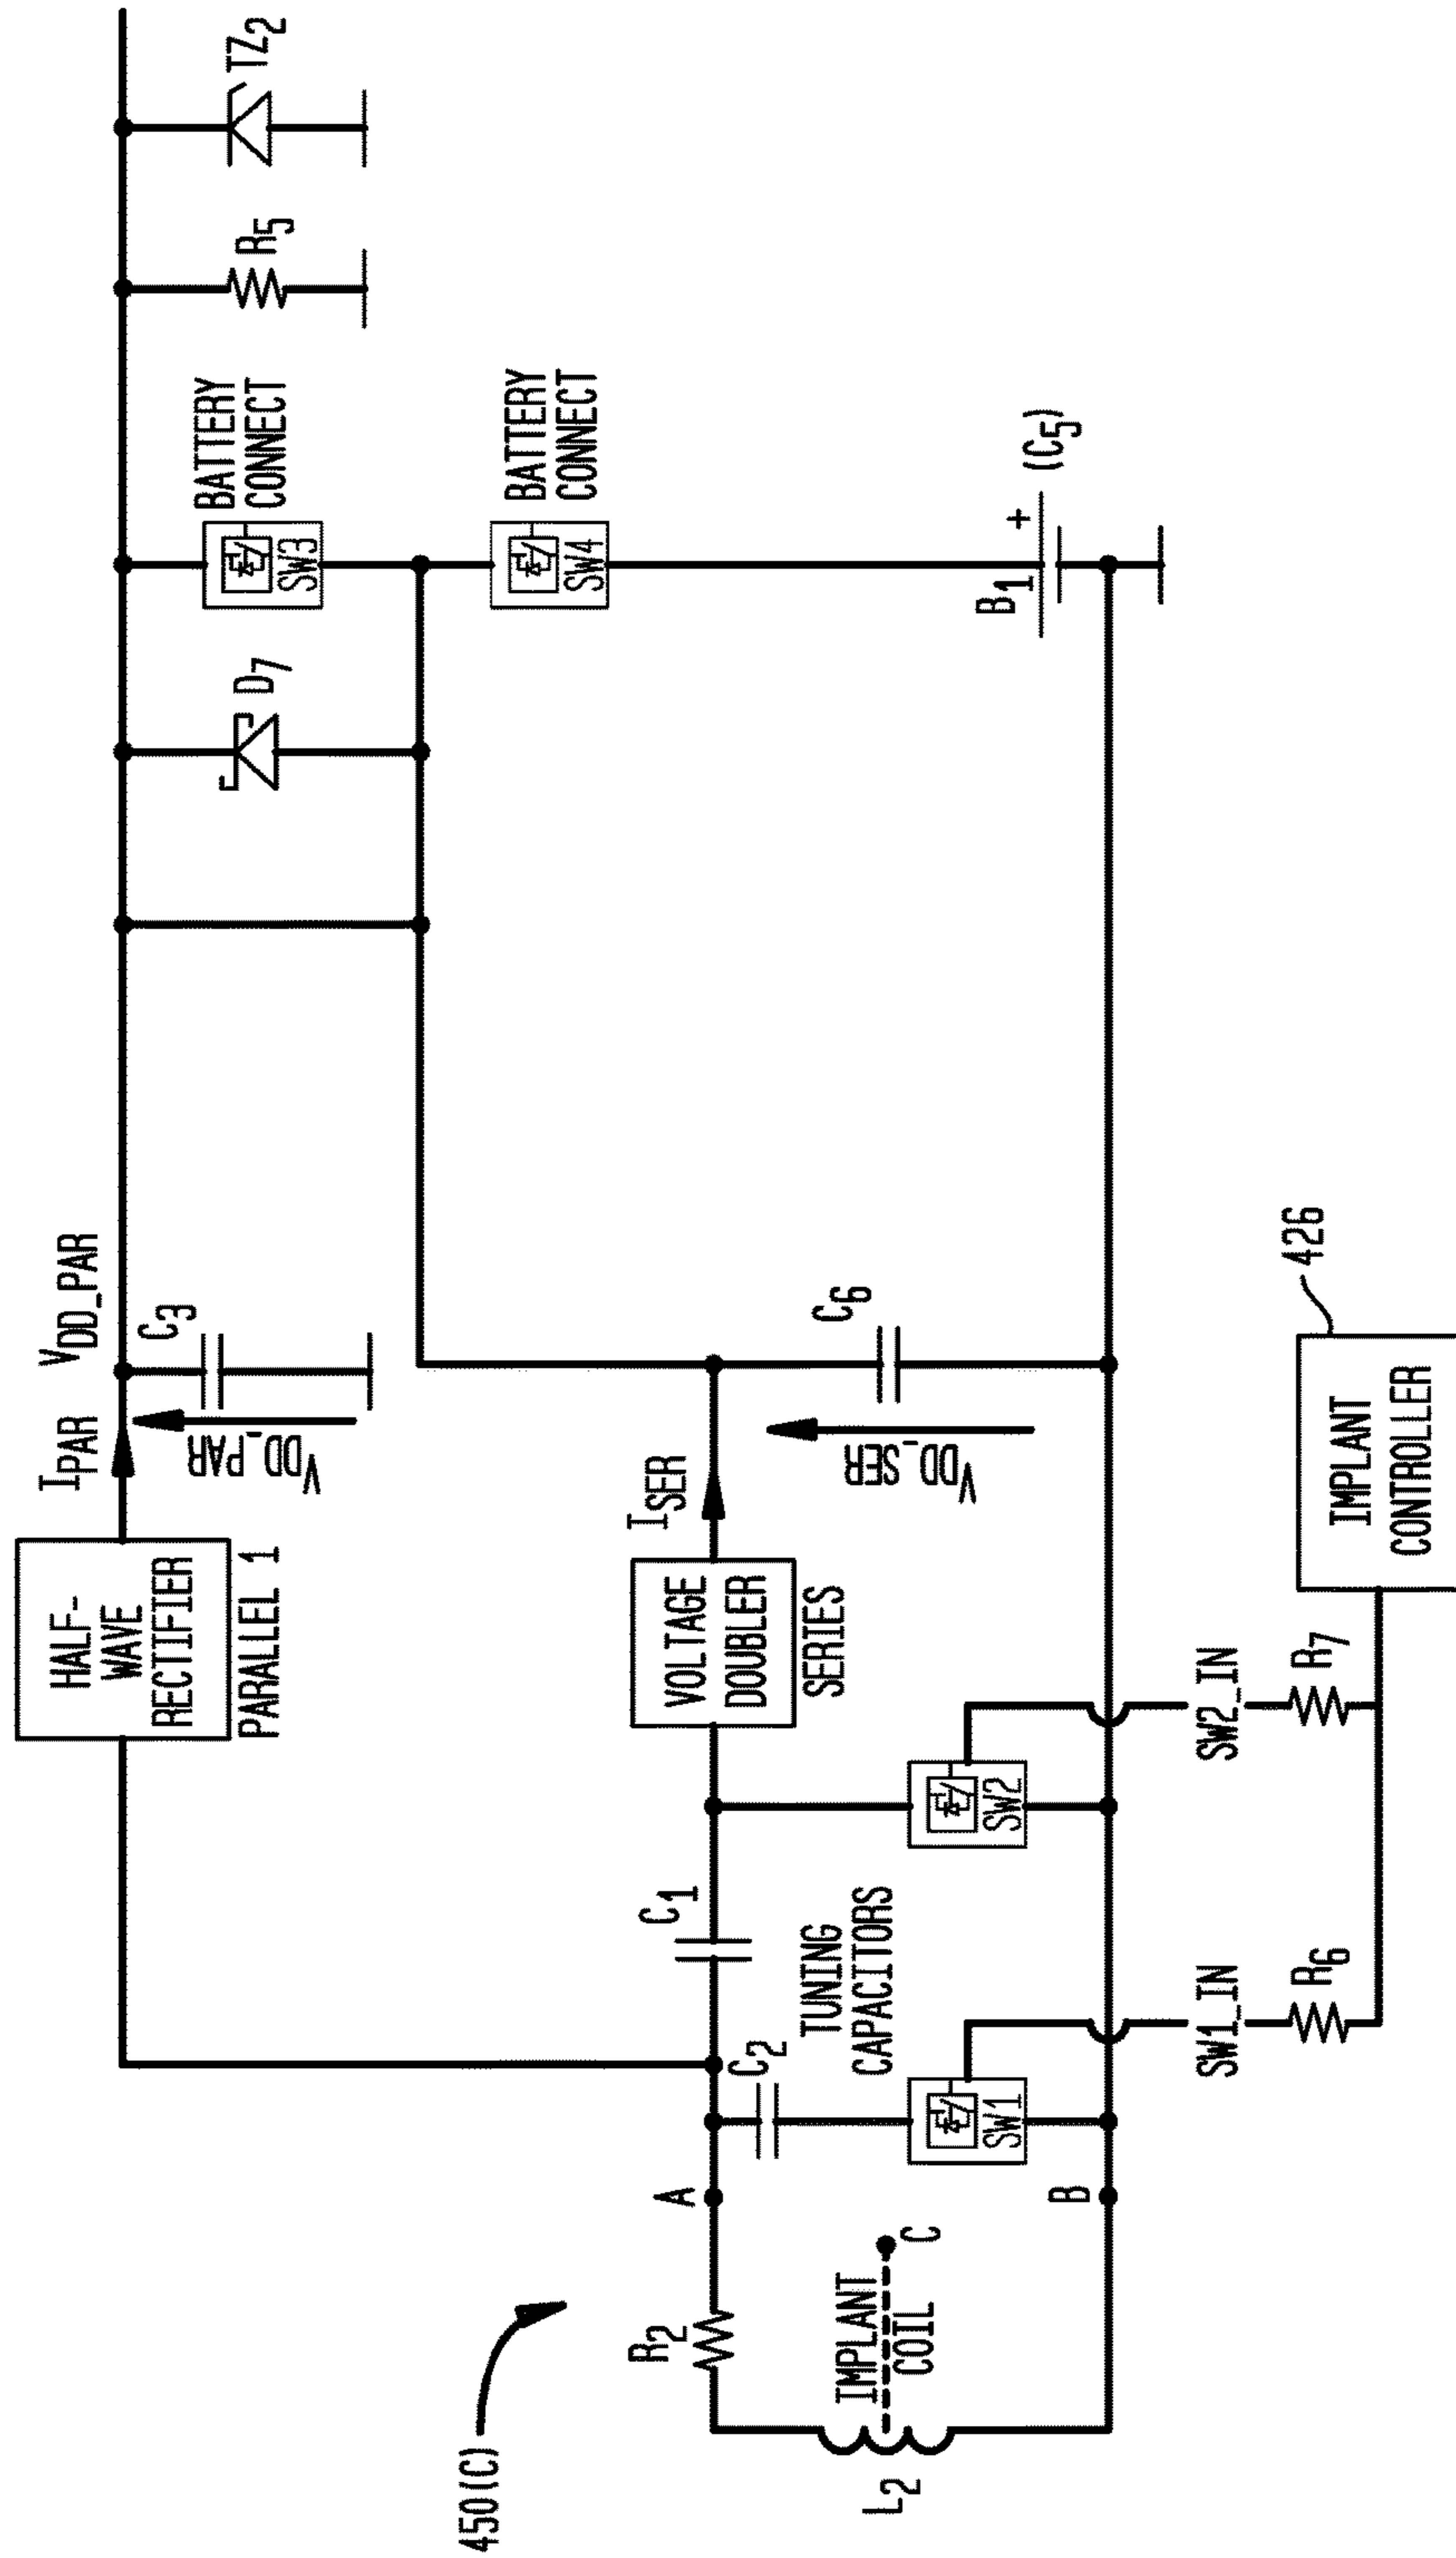 450(C)
L2
IMPLANT
COIL
C
R2
A
B
C2
TUNING
CAPACITORS
C1
SW1
SW2
SW1_IN
SW2_IN
R6
R7
IMPLANT
CONTROLLER
426
HALF-
WAVE
RECTIFIER
PARALLEL 1
VOLTAGE
DOUBLER
SERIES
IPAR
VDD_PAR
VDD_PAR
C3
ISER
VDD_SER
C6
D7
BATTERY
CONNECT
SW3
BATTERY
CONNECT
SW4
B1
+
(C5)
R5
TZ2